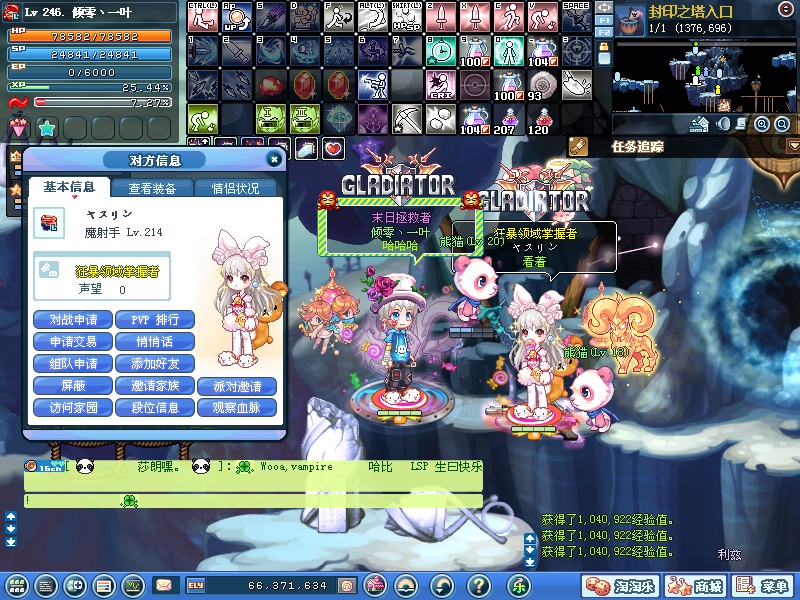 Lv 246. 倾零丶一叶
HP 78582/78582
SP 24841/24841
EP 0/6000
XP 25.44%
7.27%
SPACE
F1
F2
100 104
100 93
104 207 120
封印之塔入口
1/1 (1376,696)
任务追踪
对方信息
基本信息 查看装备 情侣状况
ヤスリン
魔射手 Lv.214
狂暴领域掌握者
声望 0
对战申请 PVP 排行
申请交易 悄悄话
组队申请 添加好友
屏蔽 邀请家族 派对邀请
访问家园 段位信息 观察血脉
GLADIATOR
GLADIATOR
末日拯救者
倾零丶一叶
哈哈哈
熊猫(Lv.20)
狂暴领域掌握者
ヤスリン
看着
熊猫(Lv.18)
16ch [ 莎朗嘿。 ]: Wooa,vampire 哈比 LSP 生日快乐
!
获得了1,040,922经验值。
获得了1,040,922经验值。
获得了1,040,922经验值。
利兹
ELY 66,371,634
乐
淘淘乐
商城
菜单